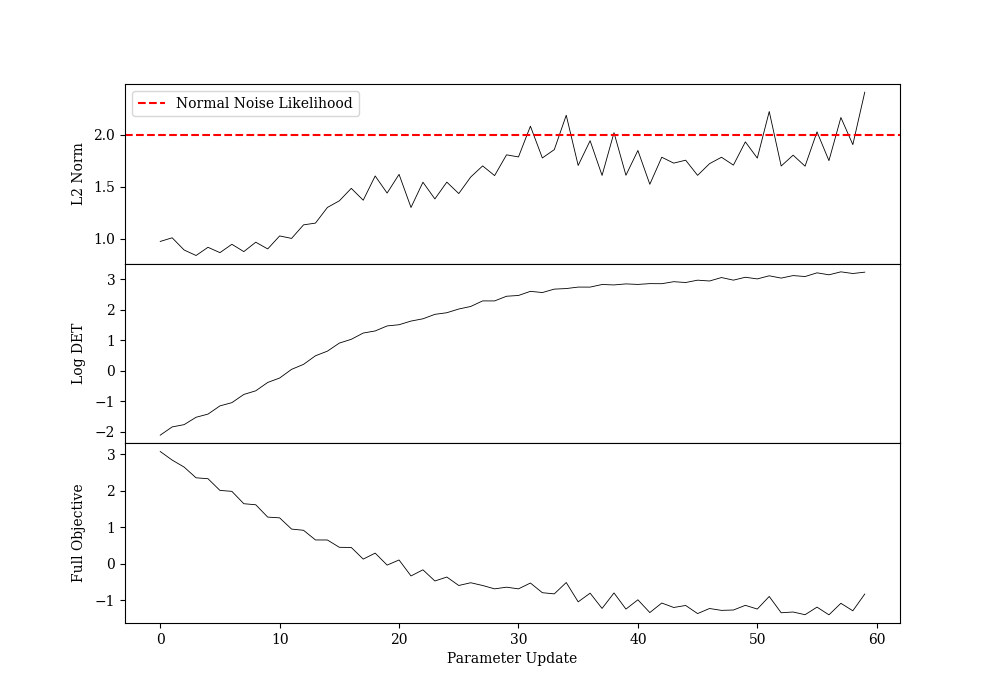 Normal Noise Likelihood
L2 Norm
2.0
1.5
1.0
Log DET
3
2
1
0
−1
−2
Full Objective
3
2
1
0
−1
0 10 20 30 40 50 60
Parameter Update